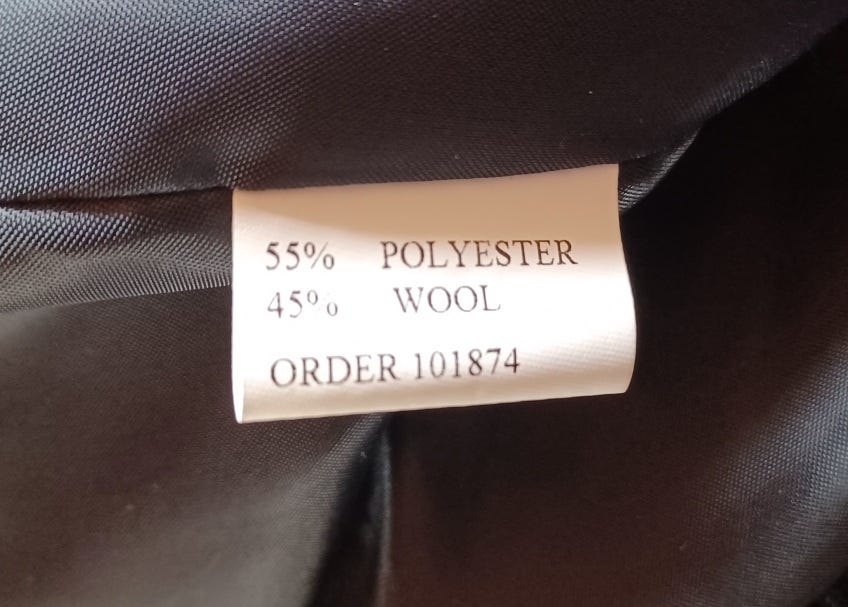 55% POLYESTER
45% WOOL
ORDER 101874